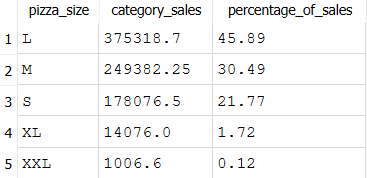 pizza_size category_sales percentage_of_sales
1 L 375318.7 45.89
2 M 249382.25 30.49
3 S 178076.5 21.77
4 XL 14076.0 1.72
5 XXL 1006.6 0.12